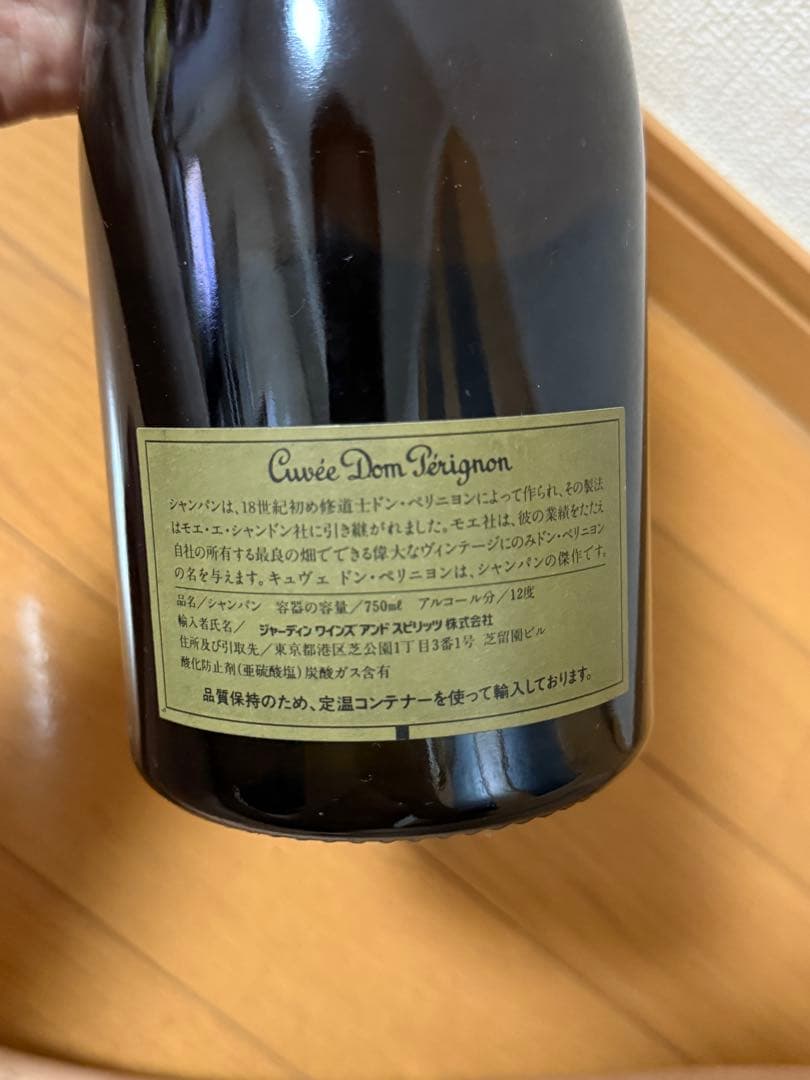 Cuvée Dom Pérignon
シャンパンは、18世紀初め修道士ドン・ペリニヨンによって作られ、その製法
はモエ・エ・シャンドン社に引き継がれました。モエ社は、彼の業績をたたえ
自社の所有する最良の畑でできる偉大なヴィンテージにのみドン・ペリニヨン
の名を与えます。キュヴェ ドン・ペリニヨンは、シャンパンの傑作です。
品名/シャンパン 容器の容量/750㎖ アルコール分/12度
輸入者氏名/ ジャーディン ワインズ アンド スピリッツ 株式会社
住所及び引取先/東京都港区芝公園1丁目3番1号 芝留園ビル
酸化防止剤(亜硫酸塩)炭酸ガス含有
品質保持のため、定温コンテナーを使って輸入しております。